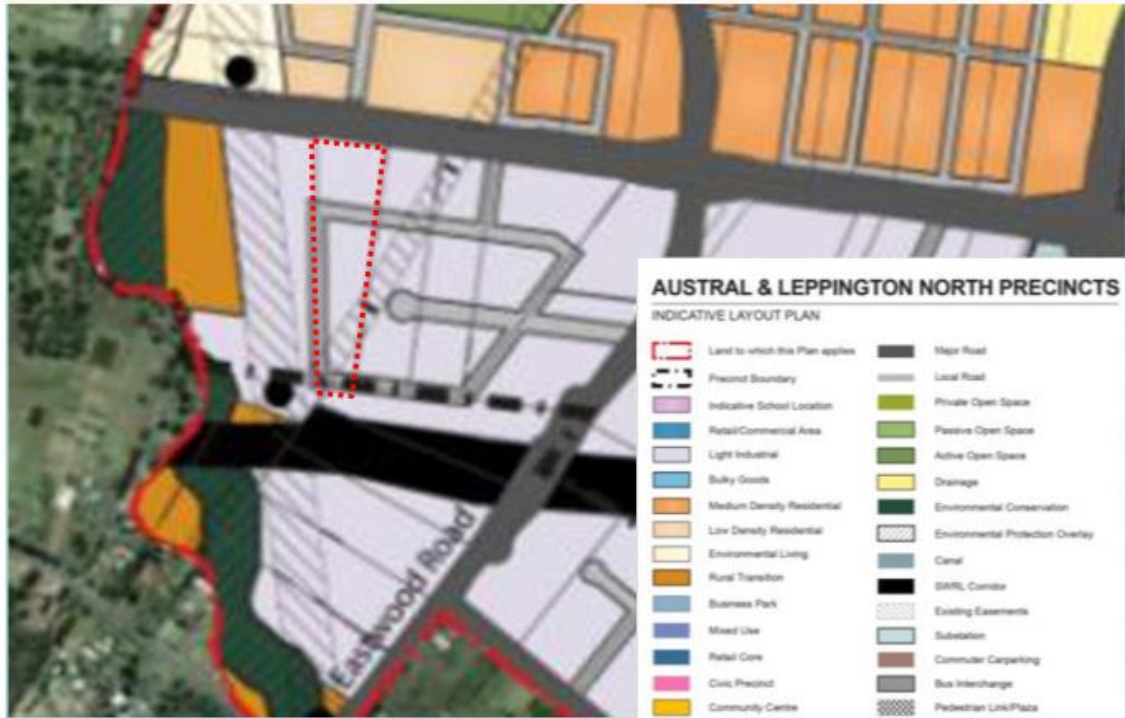 Eastwood Road
AUSTRAL & LEPPINGTON NORTH PRECINCTS
INDICATIVE LAYOUT PLAN
Land to which this Plan applies
Precinct Boundary
Indicative School Location
Retail/Commercial Area
Light Industrial
Bulky Goods
Medium Density Residential
Low Density Residential
Environmental Living
Rural Transition
Business Park
Mixed Use
Retail Core
Civic Precinct
Community Centre
Major Road
Local Road
Private Open Space
Passive Open Space
Active Open Space
Drainage
Environmental Conservation
Environmental Protection Overlay
Canal
SWRL Corridor
Existing Easements
Substation
Commuter Carparking
Bus Interchange
Pedestrian Link/Plaza